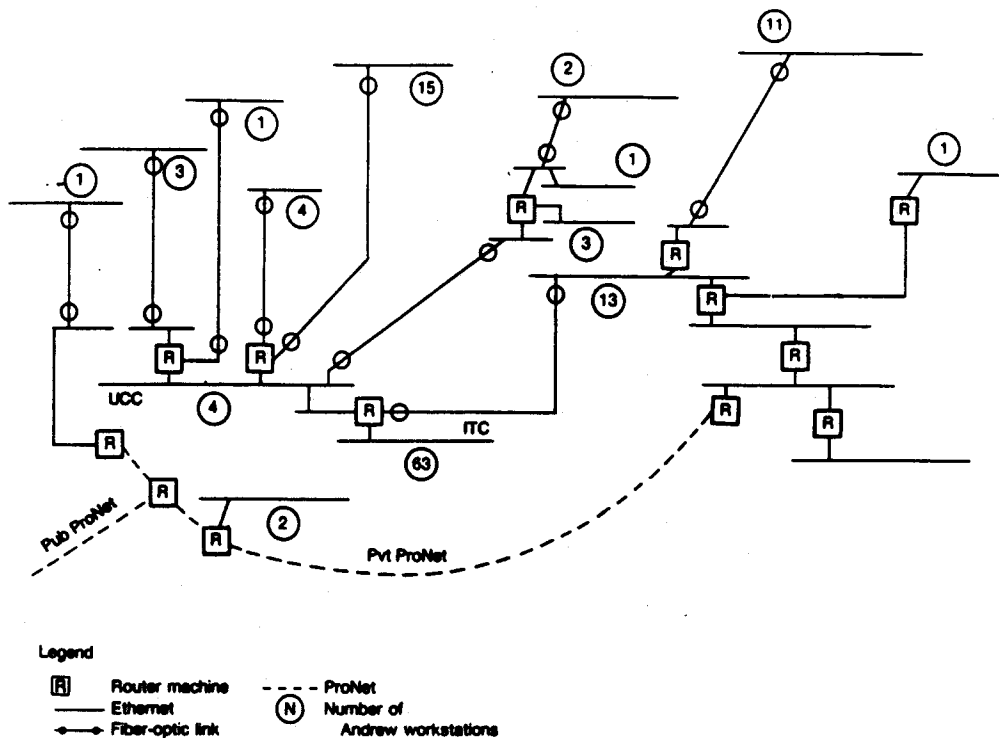 11
2
15
1
1
3
1
1
4
R
R
3
R
13
R
R
R
R
UCC
4
R
ITC
R
R
63
R
R
2
Pub ProNet
R
Pvt ProNet
Legend
R Router machine ProNet
Ethernet N Number of
Fiber-optic link Andrew workstations